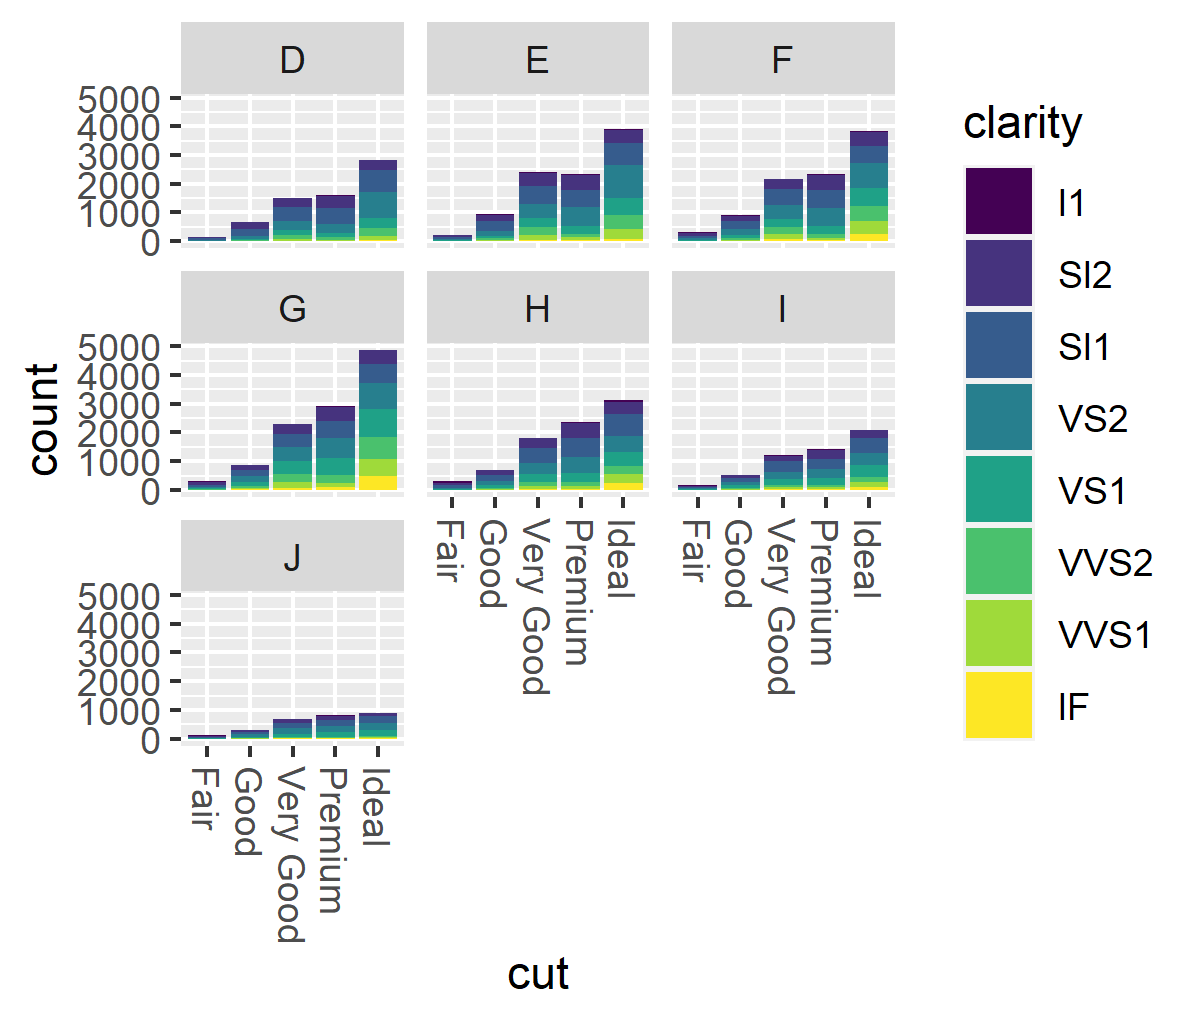 D
E
F
5000
4000
3000
2000
1000
0
G
H
I
5000
4000
3000
2000
1000
0
count
J
5000
4000
3000
2000
1000
0
Fair
Good
Very Good
Premium
Ideal
Fair
Good
Very Good
Premium
Ideal
Fair
Good
Very Good
Premium
Ideal
cut
clarity
I1
SI2
SI1
VS2
VS1
VVS2
VVS1
IF